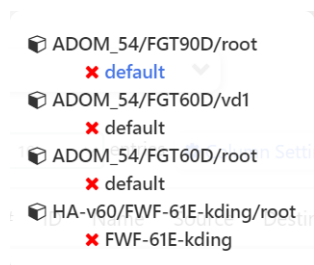 ADOM_54/FGT90D/root
default
ADOM_54/FGT60D/vd1
default
ADOM_54/FGT60D/root
default
HA-v60/FWF-61E-kding/root
FWF-61E-kding